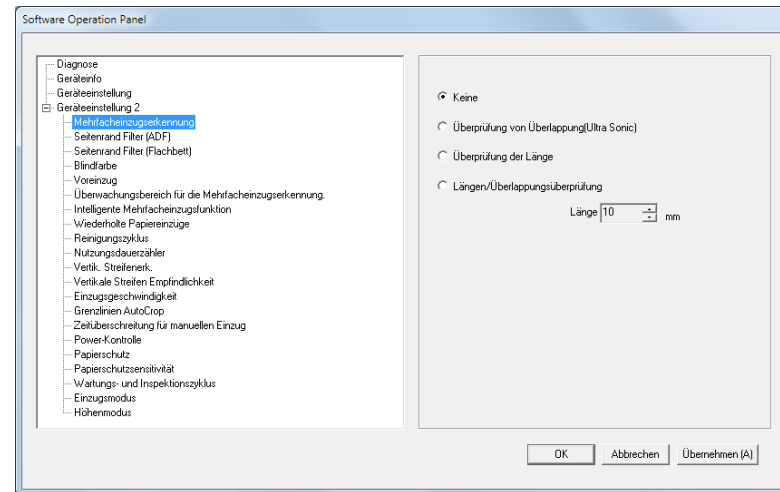 Software Operation Panel
Diagnose
Geräteinfo
Geräteeinstellung
Geräteeinstellung 2
Mehrfacheinzugserkennung
Seitenrand Filter (ADF)
Seitenrand Filter (Flachbett)
Blindfarbe
Voreinzug
Überwachungsbereich für die Mehrfacheinzugserkennung.
Intelligente Mehrfacheinzugsfunktion
Wiederholte Papiereinzüge
Reinigungszyklus
Nutzungsdauerzähler
Vertik. Streifenerk.
Vertikale Streifen Empfindlichkeit
Einzugsgeschwindigkeit
Grenzlinien AutoCrop
Zeitüberschreitung für manuellen Einzug
Power-Kontrolle
Papierschutz
Papierschutzsensitivität
Wartungs- und Inspektionszyklus
Einzugsmodus
Höhenmodus
Keine
Überprüfung von Überlappung(Ultra Sonic)
Überprüfung der Länge
Längen/Überlappungsüberprüfung
Länge 10 mm
OK Abbrechen Übernehmen (A)